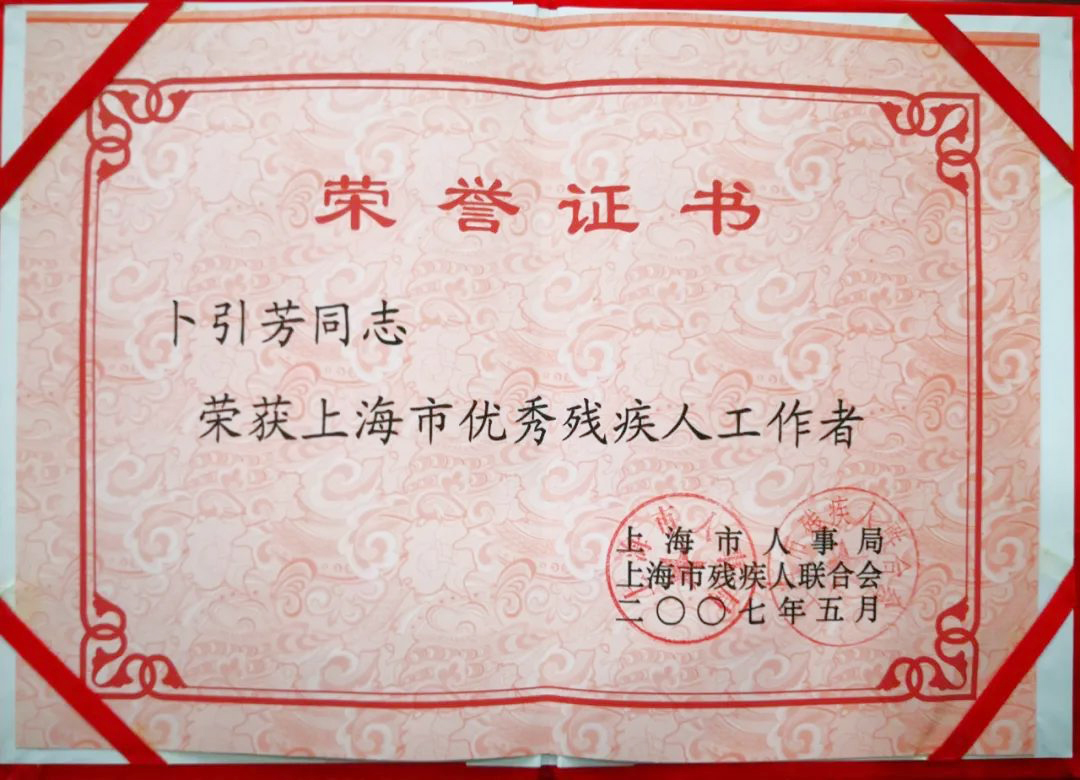 荣誉证书
卜引芳同志
荣获上海市优秀残疾人工作者
上海市人事局
上海市残疾人联合会
二〇〇七年五月